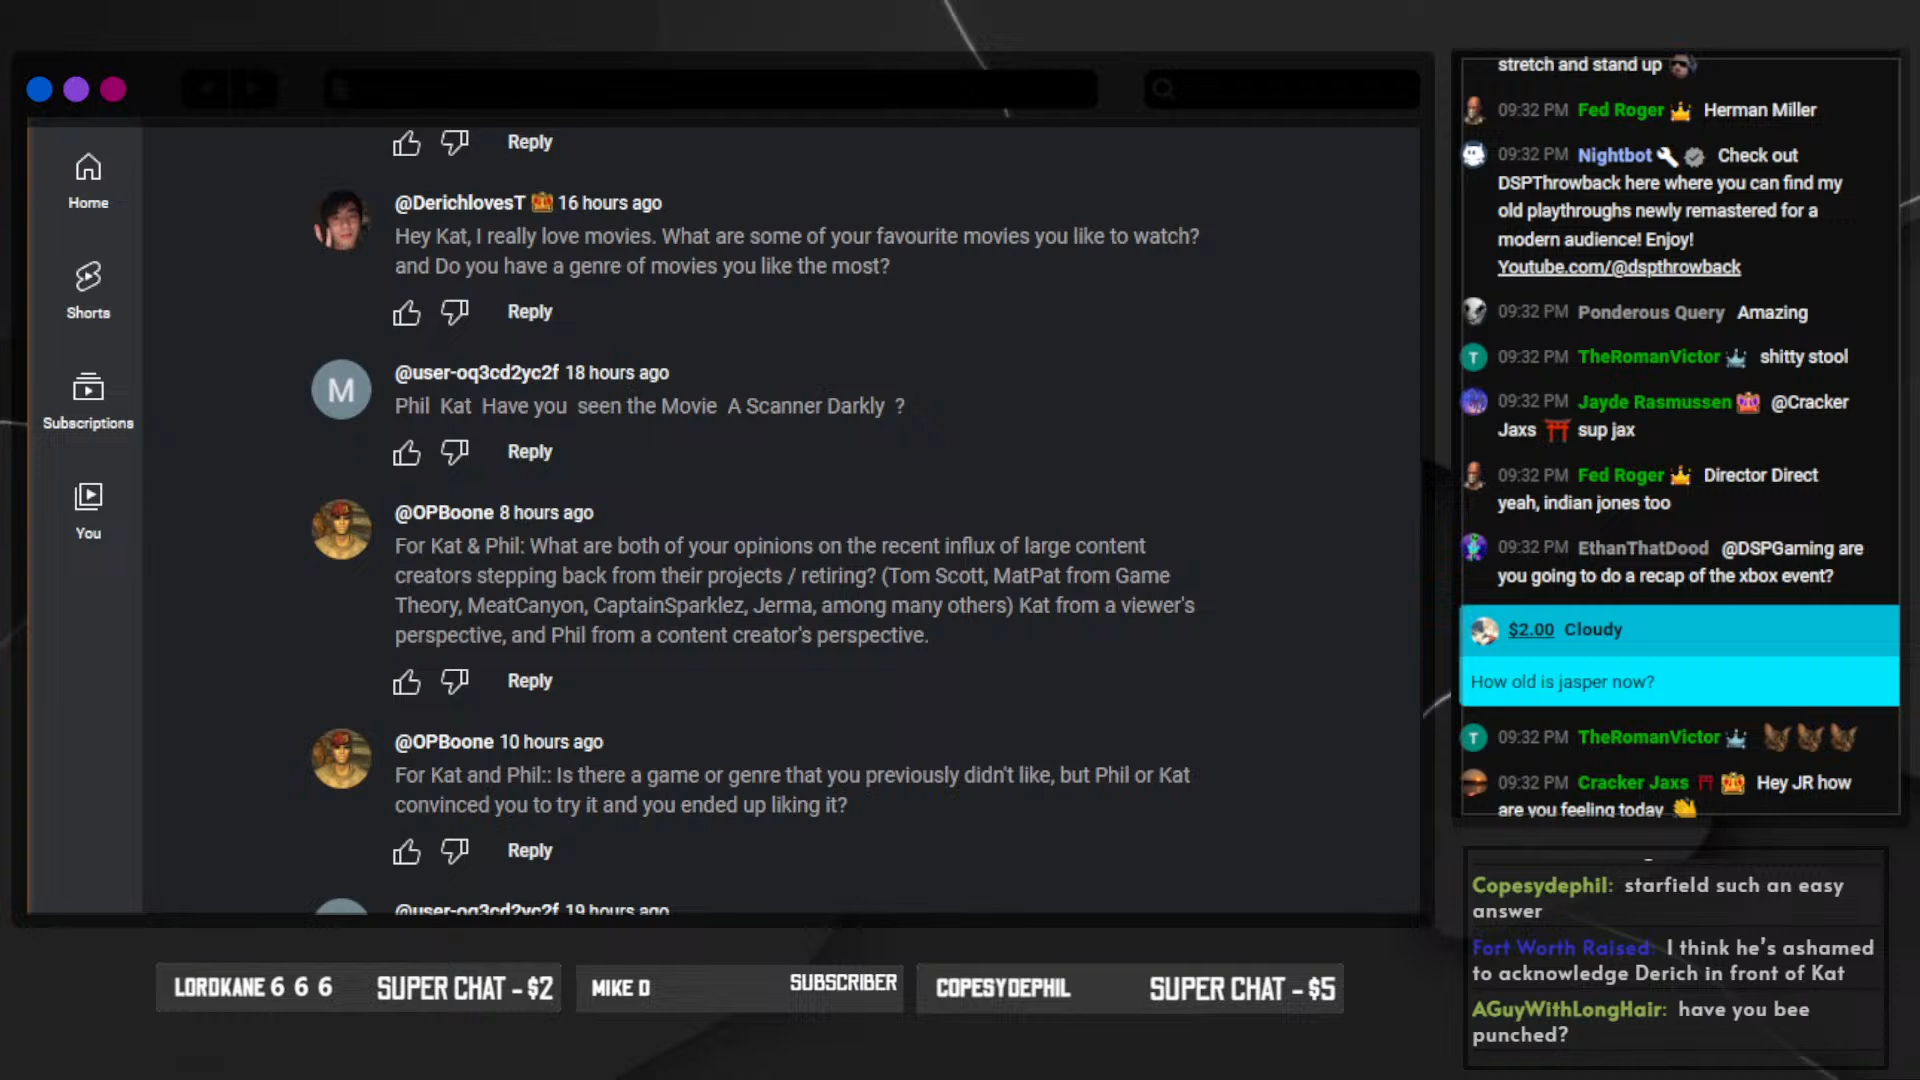 Home
Shorts
Subscriptions
You
Reply
@DerichlovesT 16 hours ago
Hey Kat, I really love movies. What are some of your favourite movies you like to watch?
and Do you have a genre of movies you like the most?
Reply
@user-oq3cd2yc2f 18 hours ago
M
Phil Kat Have you seen the Movie A Scanner Darkly ?
Reply
@OPBoone 8 hours ago
For Kat & Phil: What are both of your opinions on the recent influx of large content
creators stepping back from their projects / retiring? (Tom Scott, MatPat from Game
Theory, MeatCanyon, CaptainSparklez, Jerma, among many others) Kat from a viewer's
perspective, and Phil from a content creator's perspective.
Reply
@OPBoone 10 hours ago
For Kat and Phil:: Is there a game or genre that you previously didn't like, but Phil or Kat
convinced you to try it and you ended up liking it?
Reply
@user-oq3cd2yc2f 19 hours ago
stretch and stand up
09:32 PM Fed Roger Herman Miller
09:32 PM Nightbot Check out
DSPThrowback here where you can find my
old playthroughs newly remastered for a
modern audience! Enjoy!
Youtube.com/@dspthrowback
09:32 PM Ponderous Query Amazing
T 09:32 PM TheRomanVictor shitty stool
09:32 PM Jayde Rasmussen @Cracker
Jaxs sup jax
09:32 PM Fed Roger Director Direct
yeah, indian jones too
09:32 PM EthanThatDood @DSPGaming are
you going to do a recap of the xbox event?
$2.00 Cloudy
How old is jasper now?
T 09:32 PM TheRomanVictor
09:32 PM Cracker Jaxs Hey JR how
are you feeling today
Copesydephil: starfield such an easy
answer
Fort Worth Raised: I think he's ashamed
to acknowledge Derich in front of Kat
AGuyWithLongHair: have you bee
punched?
LORDKANE 6 6 6 SUPER CHAT - $2
MIKE D SUBSCRIBER
COPESYDEPHIL SUPER CHAT - $5